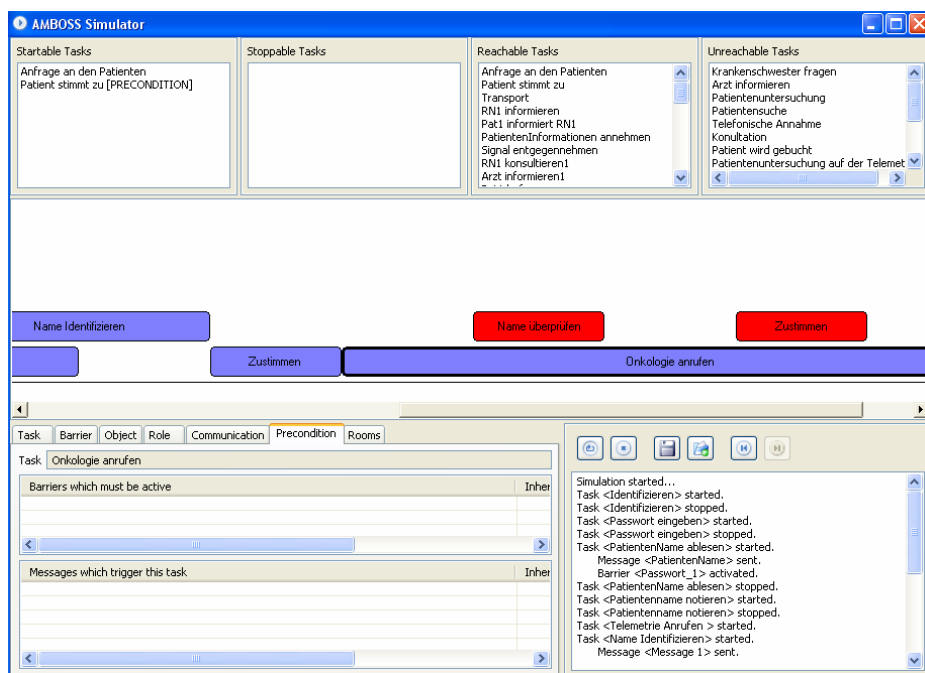 AMBOSS Simulator
Startable Tasks
Anfrage an den Patienten
Patient stimmt zu [PRECONDITION]
Stoppable Tasks
Reachable Tasks
Anfrage an den Patienten
Patient stimmt zu
Transport
RN1 informieren
Pat1 informiert RN1
PatientenInformationen annehmen
Signal entgegennehmen
RN1 konsultieren1
Arzt informieren1
Unreachable Tasks
Krankenschwester fragen
Arzt informieren
Patientenuntersuchung
Patientensuche
Telefonische Annahme
Konultation
Patient wird gebucht
Patientenuntersuchung auf der Telemet
Name Identifizieren
Name überprüfen
Zustimmen
Zustimmen
Onkologie anrufen
Task Barrier Object Role Communication Precondition Rooms
Task Onkologie anrufen
Barriers which must be active Inher
Messages which trigger this task Inher
Simulation started...
Task <Identifizieren> started.
Task <Identifizieren> stopped.
Task <Passwort eingeben> started.
Task <Passwort eingeben> stopped.
Task <PatientenName ablesen> started.
Message <PatientenName> sent.
Barrier <Passwort_1> activated.
Task <PatientenName ablesen> stopped.
Task <Patientenname notieren> started.
Task <Patientenname notieren> stopped.
Task <Telemetrie Anrufen > started.
Task <Name Identifizieren> started.
Message <Message 1> sent.